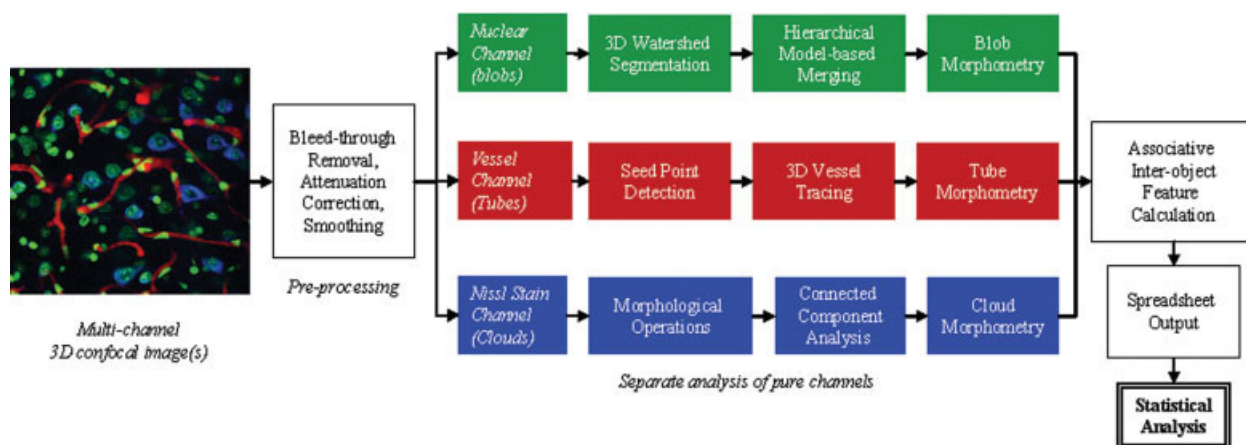 Multi-channel
3D confocal image(s)
Bleed-through
Removal,
Attenuation
Correction,
Smoothing
Pre-processing
Nuclear
Channel
(blobs)
3D Watershed
Segmentation
Hierarchical
Model-based
Merging
Blob
Morphometry
Vessel
Channel
(Tubes)
Seed Point
Detection
3D Vessel
Tracing
Tube
Morphometry
Nissl Stain
Channel
(Clouds)
Morphological
Operations
Connected
Component
Analysis
Cloud
Morphometry
Separate analysis of pure channels
Associative
Inter-object
Feature
Calculation
Spreadsheet
Output
Statistical
Analysis